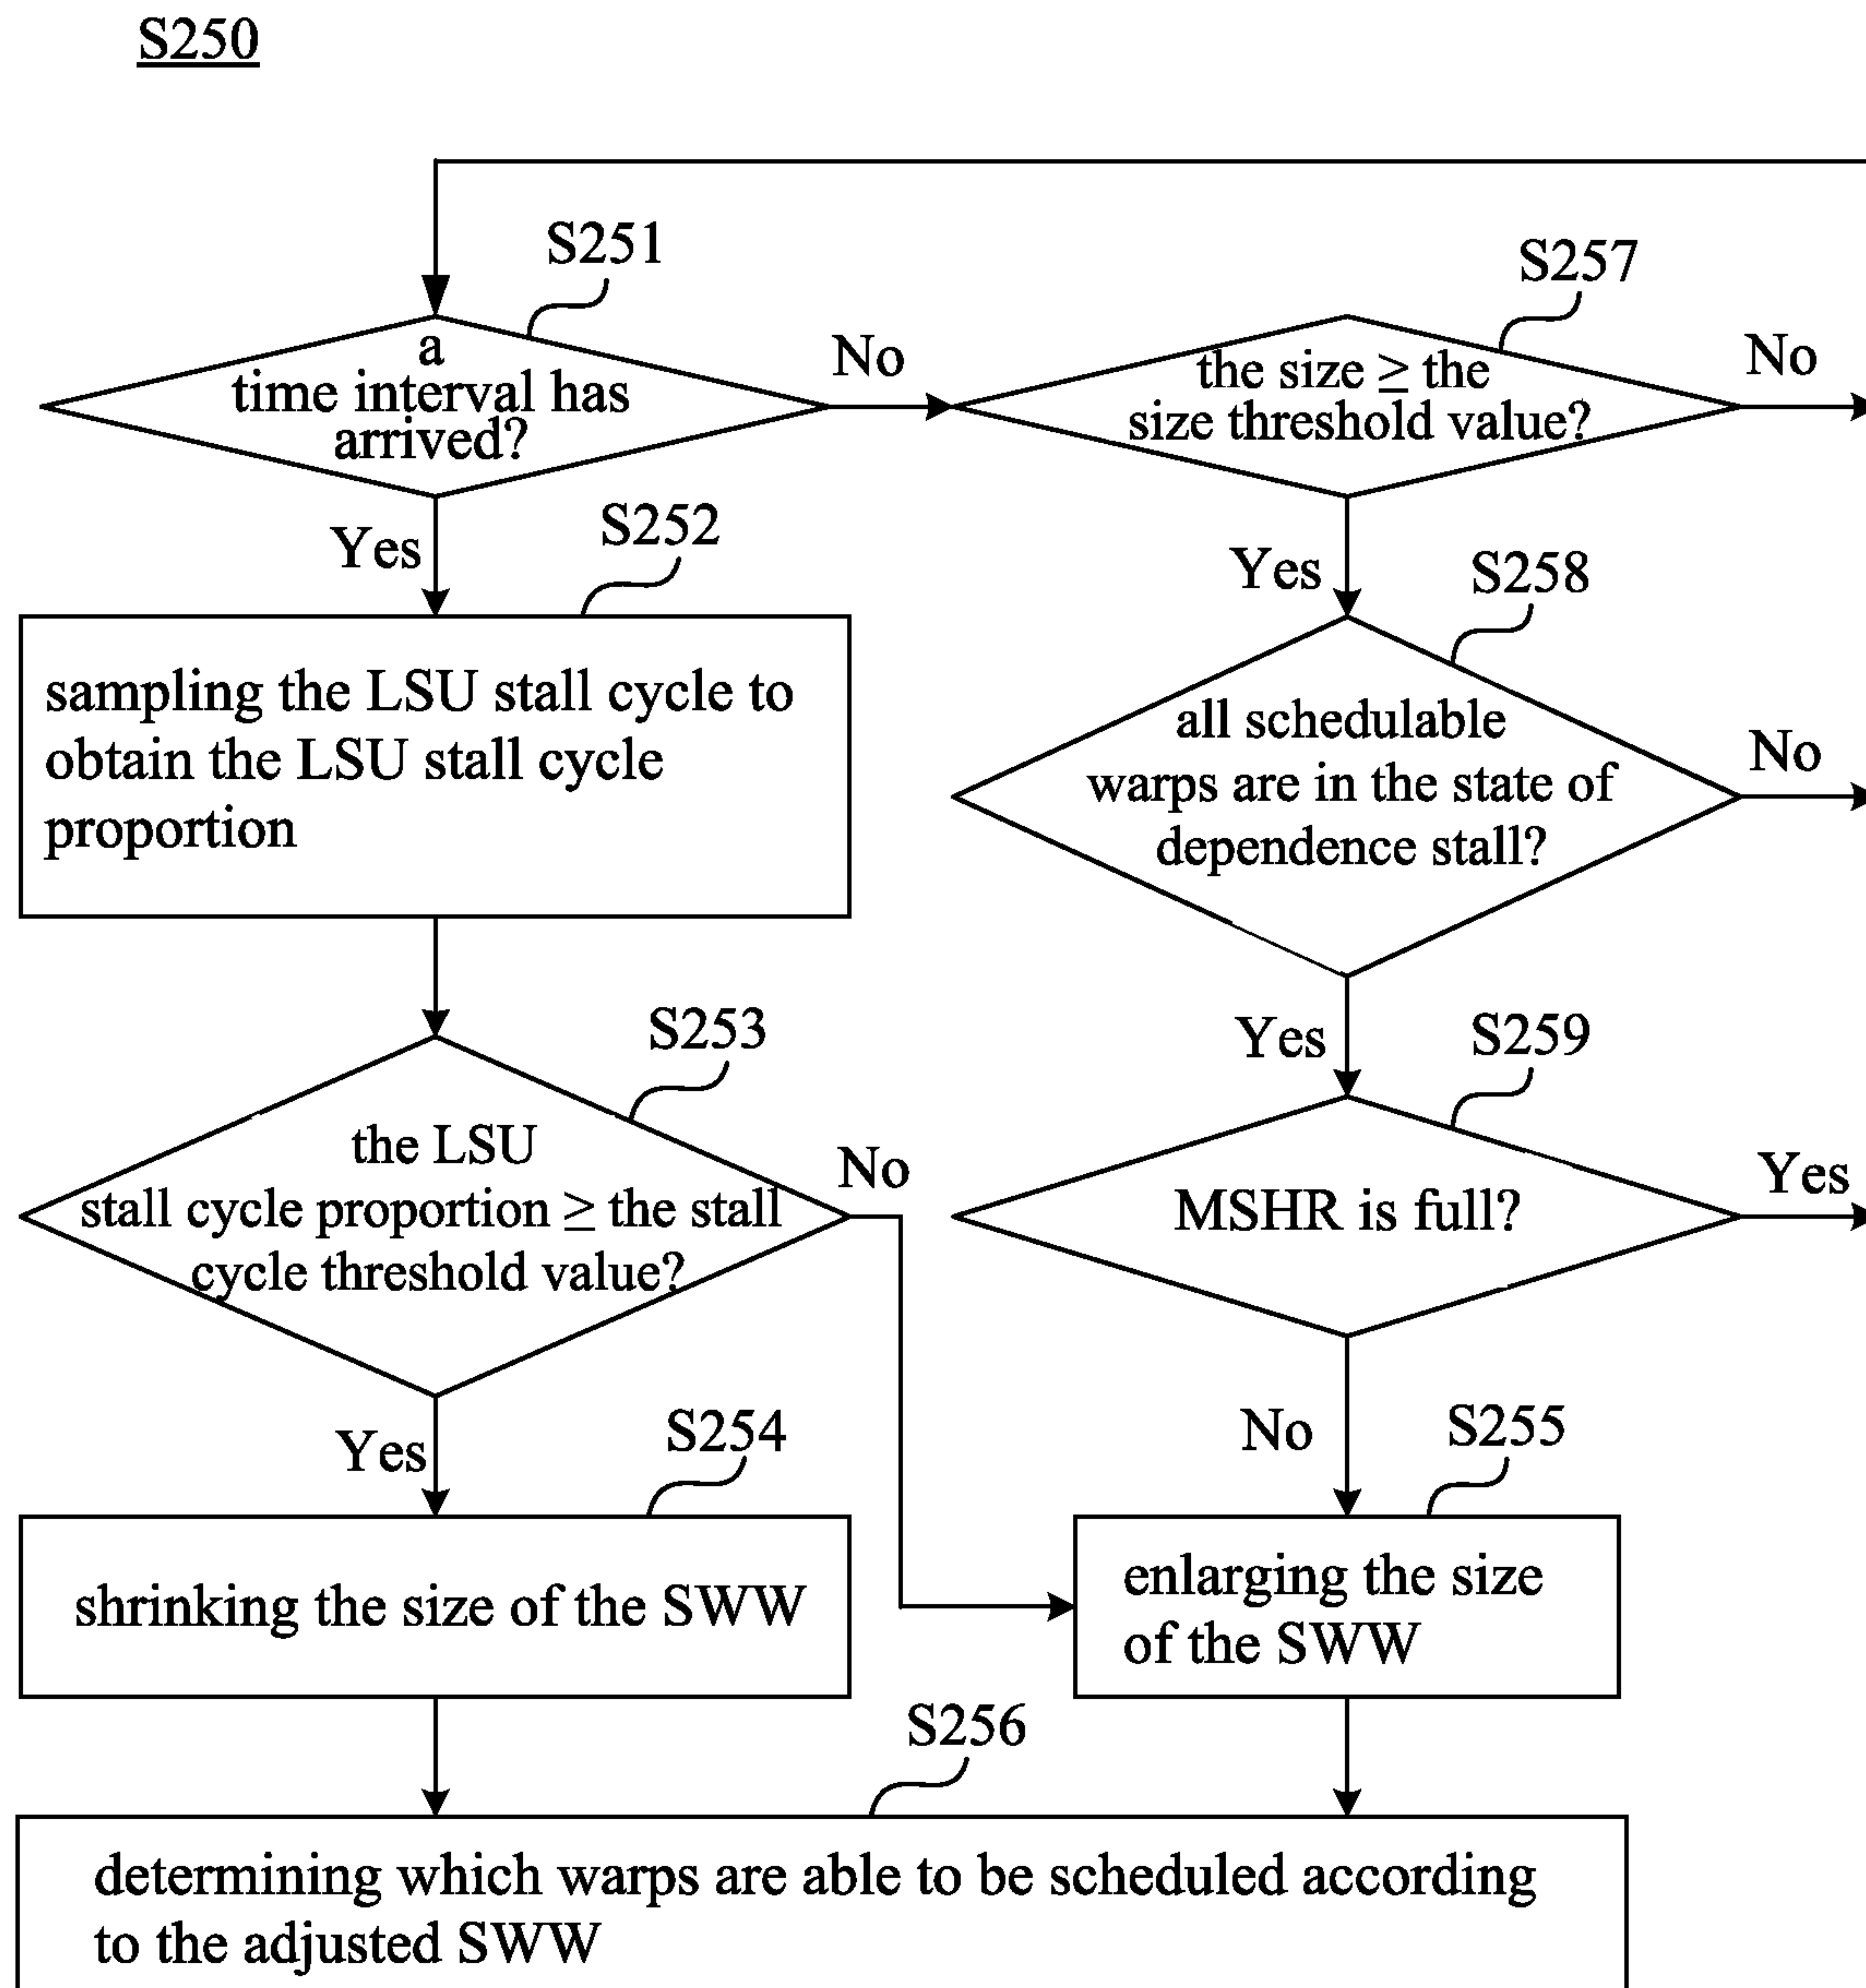 S250
S251
a
time interval has
arrived?
No
S257
the size ≥ the
size threshold value?
No
Yes
S252
sampling the LSU stall cycle to
obtain the LSU stall cycle
proportion
Yes
S258
all schedulable
warps are in the state of
dependence stall?
No
S253
the LSU
stall cycle proportion ≥ the stall
cycle threshold value?
No
Yes
S259
MSHR is full?
Yes
Yes
S254
shrinking the size of the SWW
No
S255
enlarging the size
of the SWW
S256
determining which warps are able to be scheduled according
to the adjusted SWW